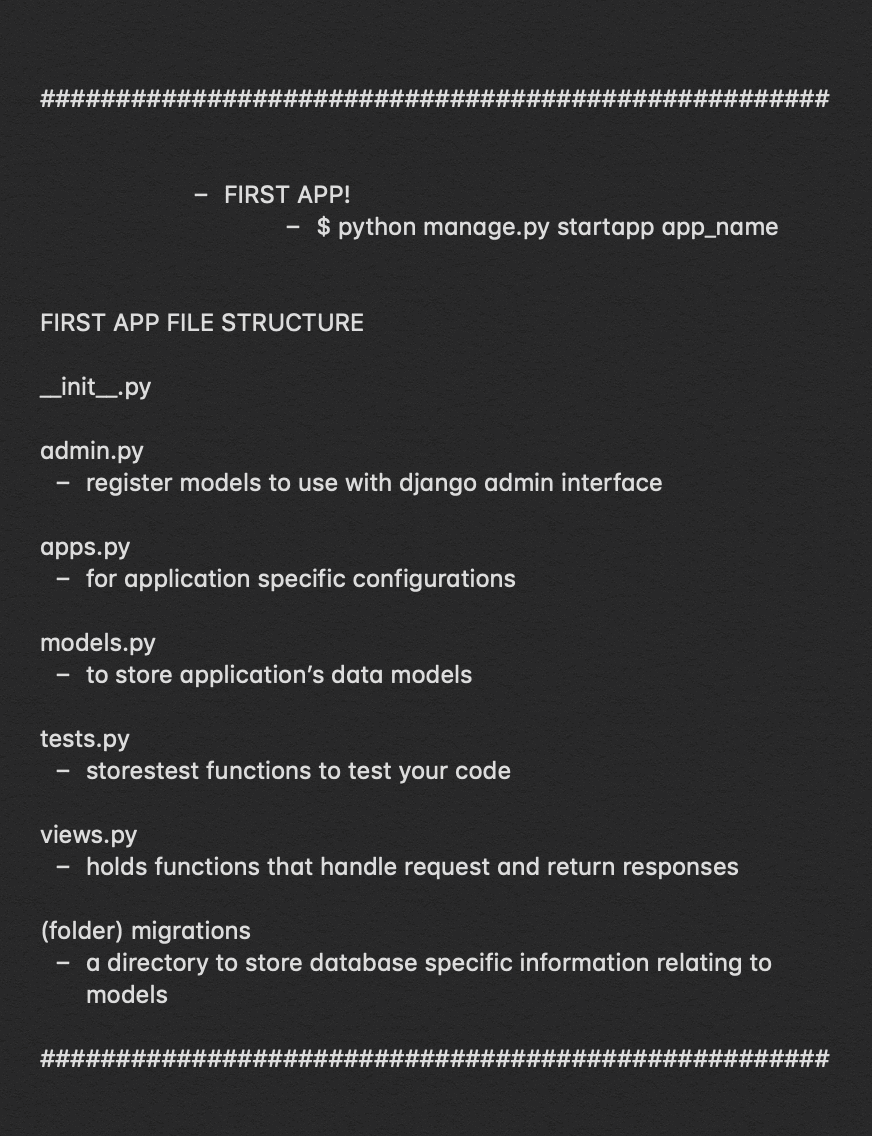 ####################################################
– FIRST APP!
– $ python manage.py startapp app_name
FIRST APP FILE STRUCTURE
__init__.py
admin.py
– register models to use with django admin interface
apps.py
– for application specific configurations
models.py
– to store application’s data models
tests.py
– storestest functions to test your code
views.py
– holds functions that handle request and return responses
(folder) migrations
– a directory to store database specific information relating to
models
####################################################